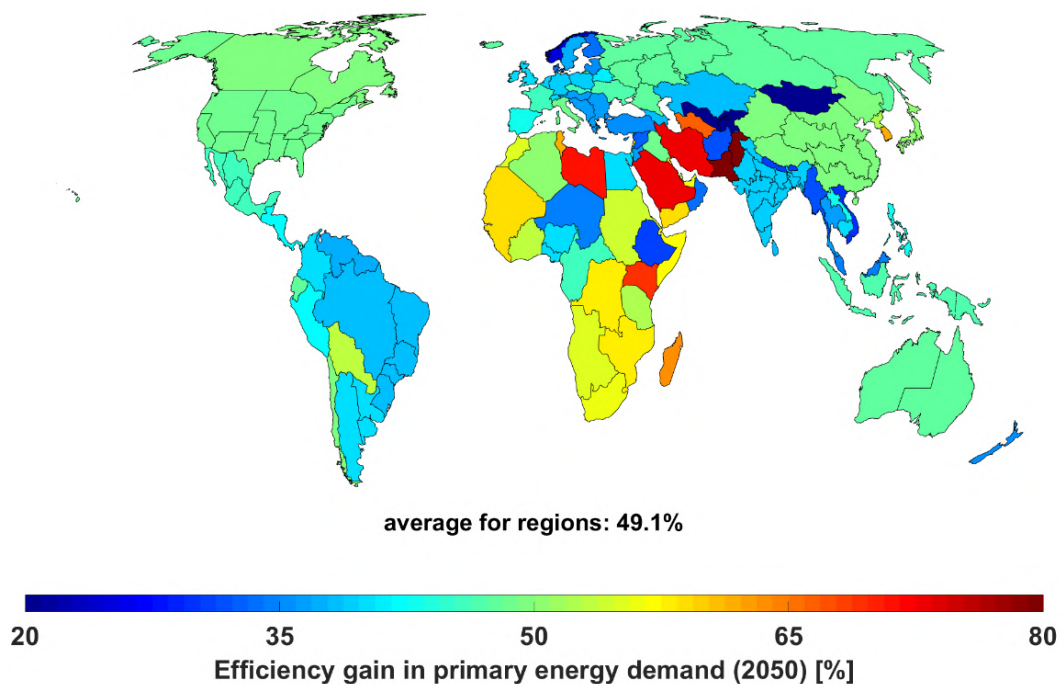 average for regions: 49.1%
20 35 50 65 80
Efficiency gain in primary energy demand (2050) [%]